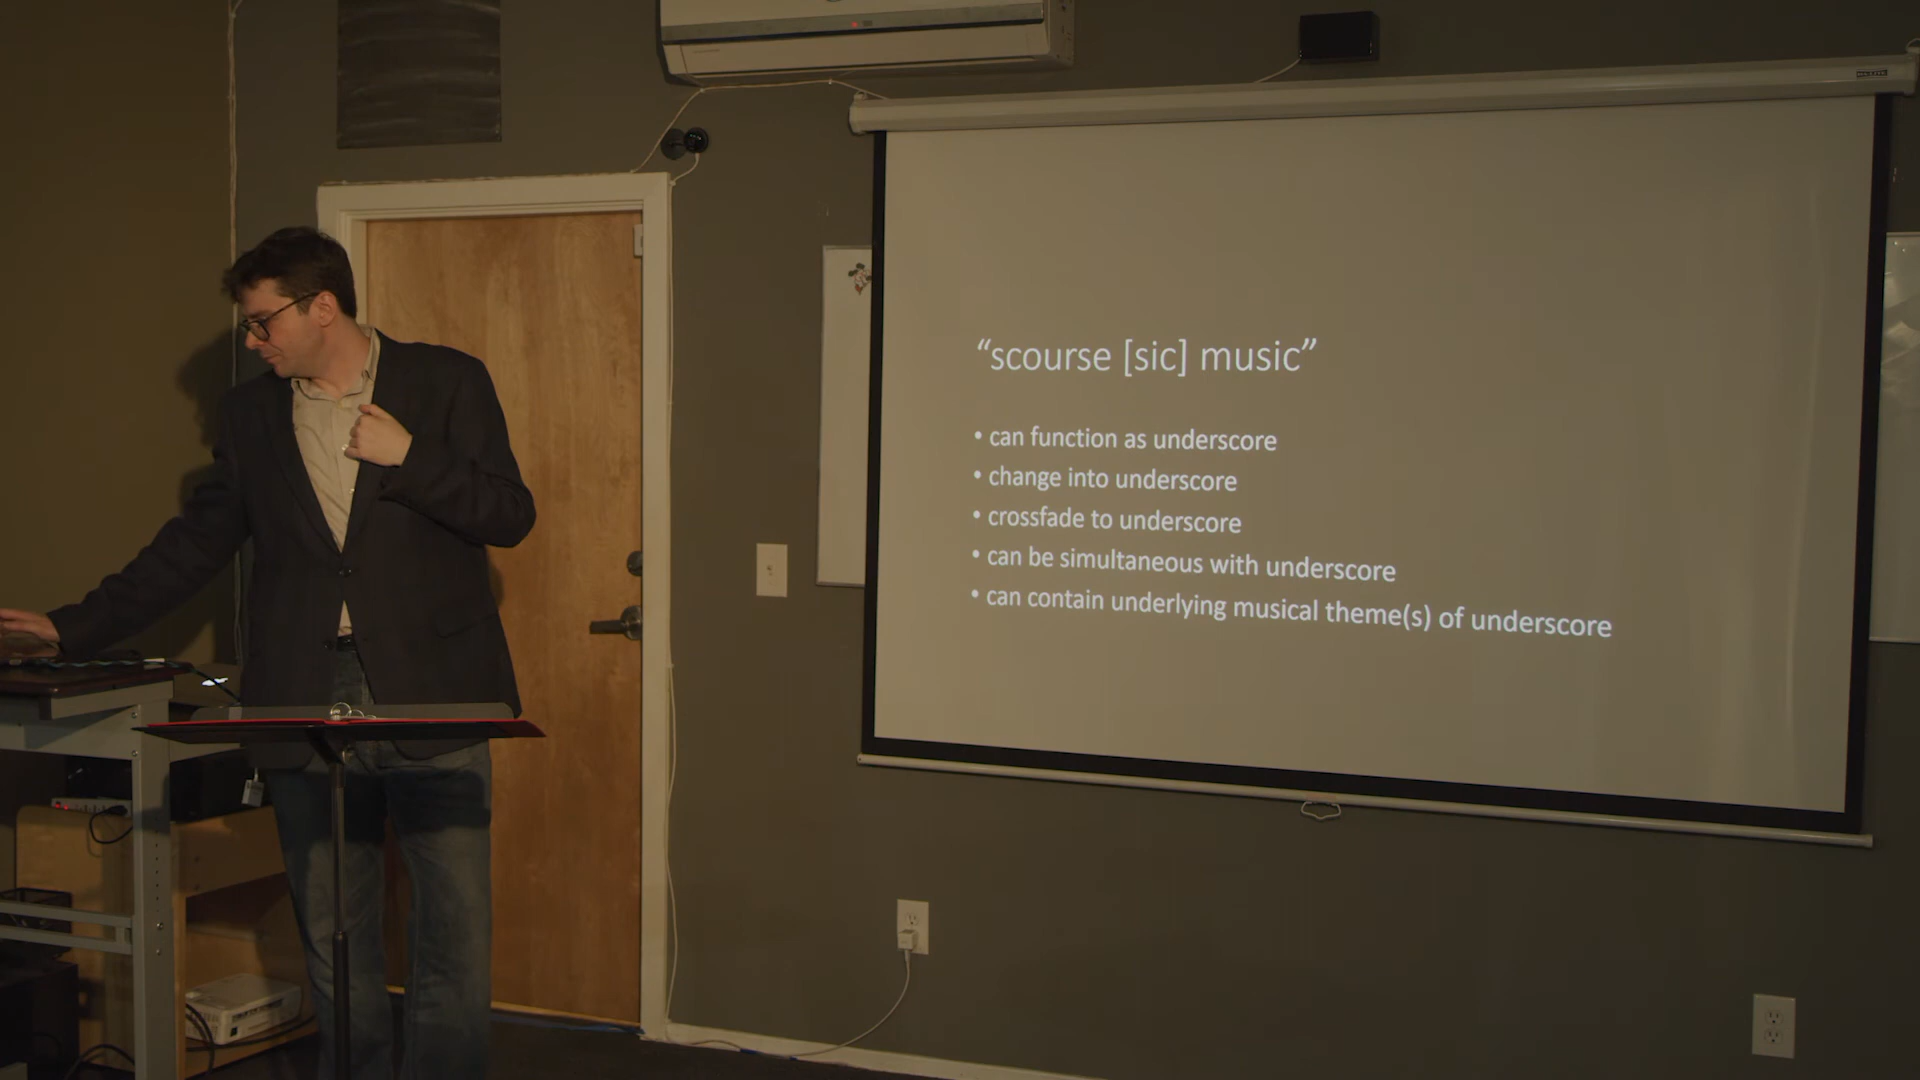 “scourse [sic] music”
• can function as underscore
• change into underscore
• crossfade to underscore
• can be simultaneous with underscore
• can contain underlying musical theme(s) of underscore